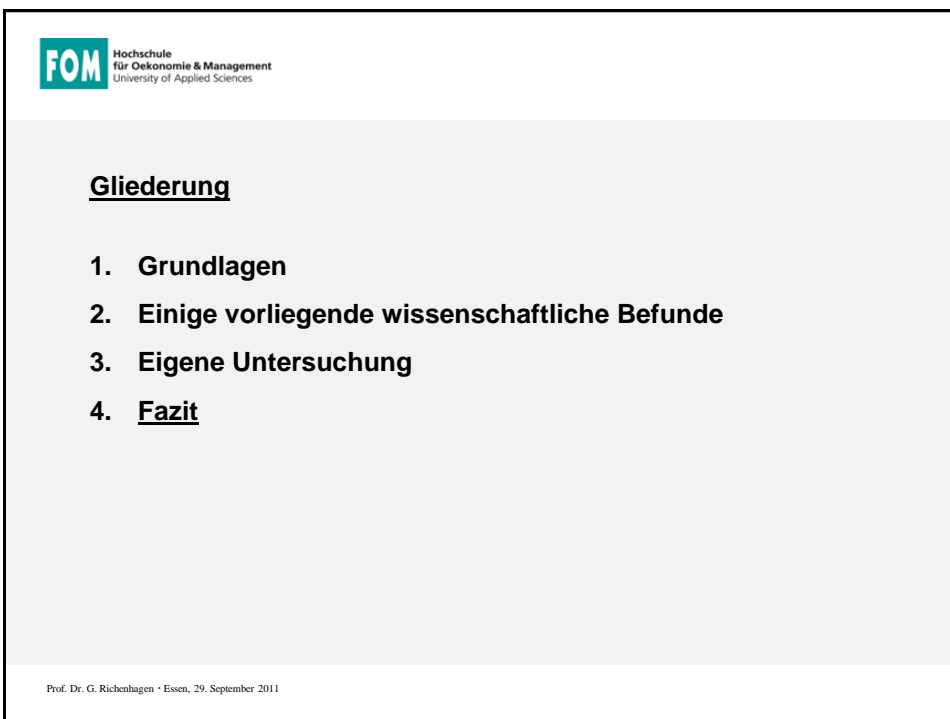 FOM
Hochschule
für Oekonomie & Management
University of Applied Sciences
Gliederung
1. Grundlagen
2. Einige vorliegende wissenschaftliche Befunde
3. Eigene Untersuchung
4. Fazit
Prof. Dr. G. Richenhagen · Essen, 29. September 2011